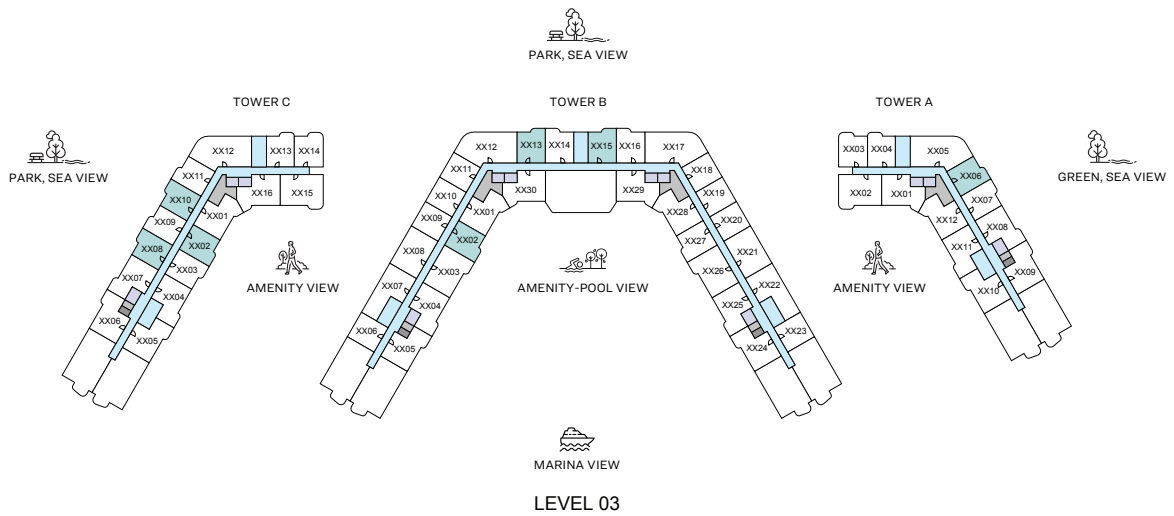 PARK, SEA VIEW
TOWER C
TOWER B
TOWER A
PARK, SEA VIEW
GREEN, SEA VIEW
XX12
XX13
XX14
XX11
XX16
XX15
XX10
XX01
XX09
XX02
XX08
XX03
XX07
XX04
XX06
XX05
XX12
XX13
XX14
XX15
XX16
XX17
XX11
XX30
XX29
XX18
XX10
XX01
XX28
XX19
XX09
XX02
XX27
XX20
XX08
XX03
XX26
XX21
XX07
XX04
XX25
XX22
XX06
XX05
XX24
XX23
XX03
XX04
XX05
XX02
XX01
XX06
XX12
XX07
XX11
XX08
XX10
XX09
AMENITY VIEW
AMENITY-POOL VIEW
AMENITY VIEW
MARINA VIEW
LEVEL 03